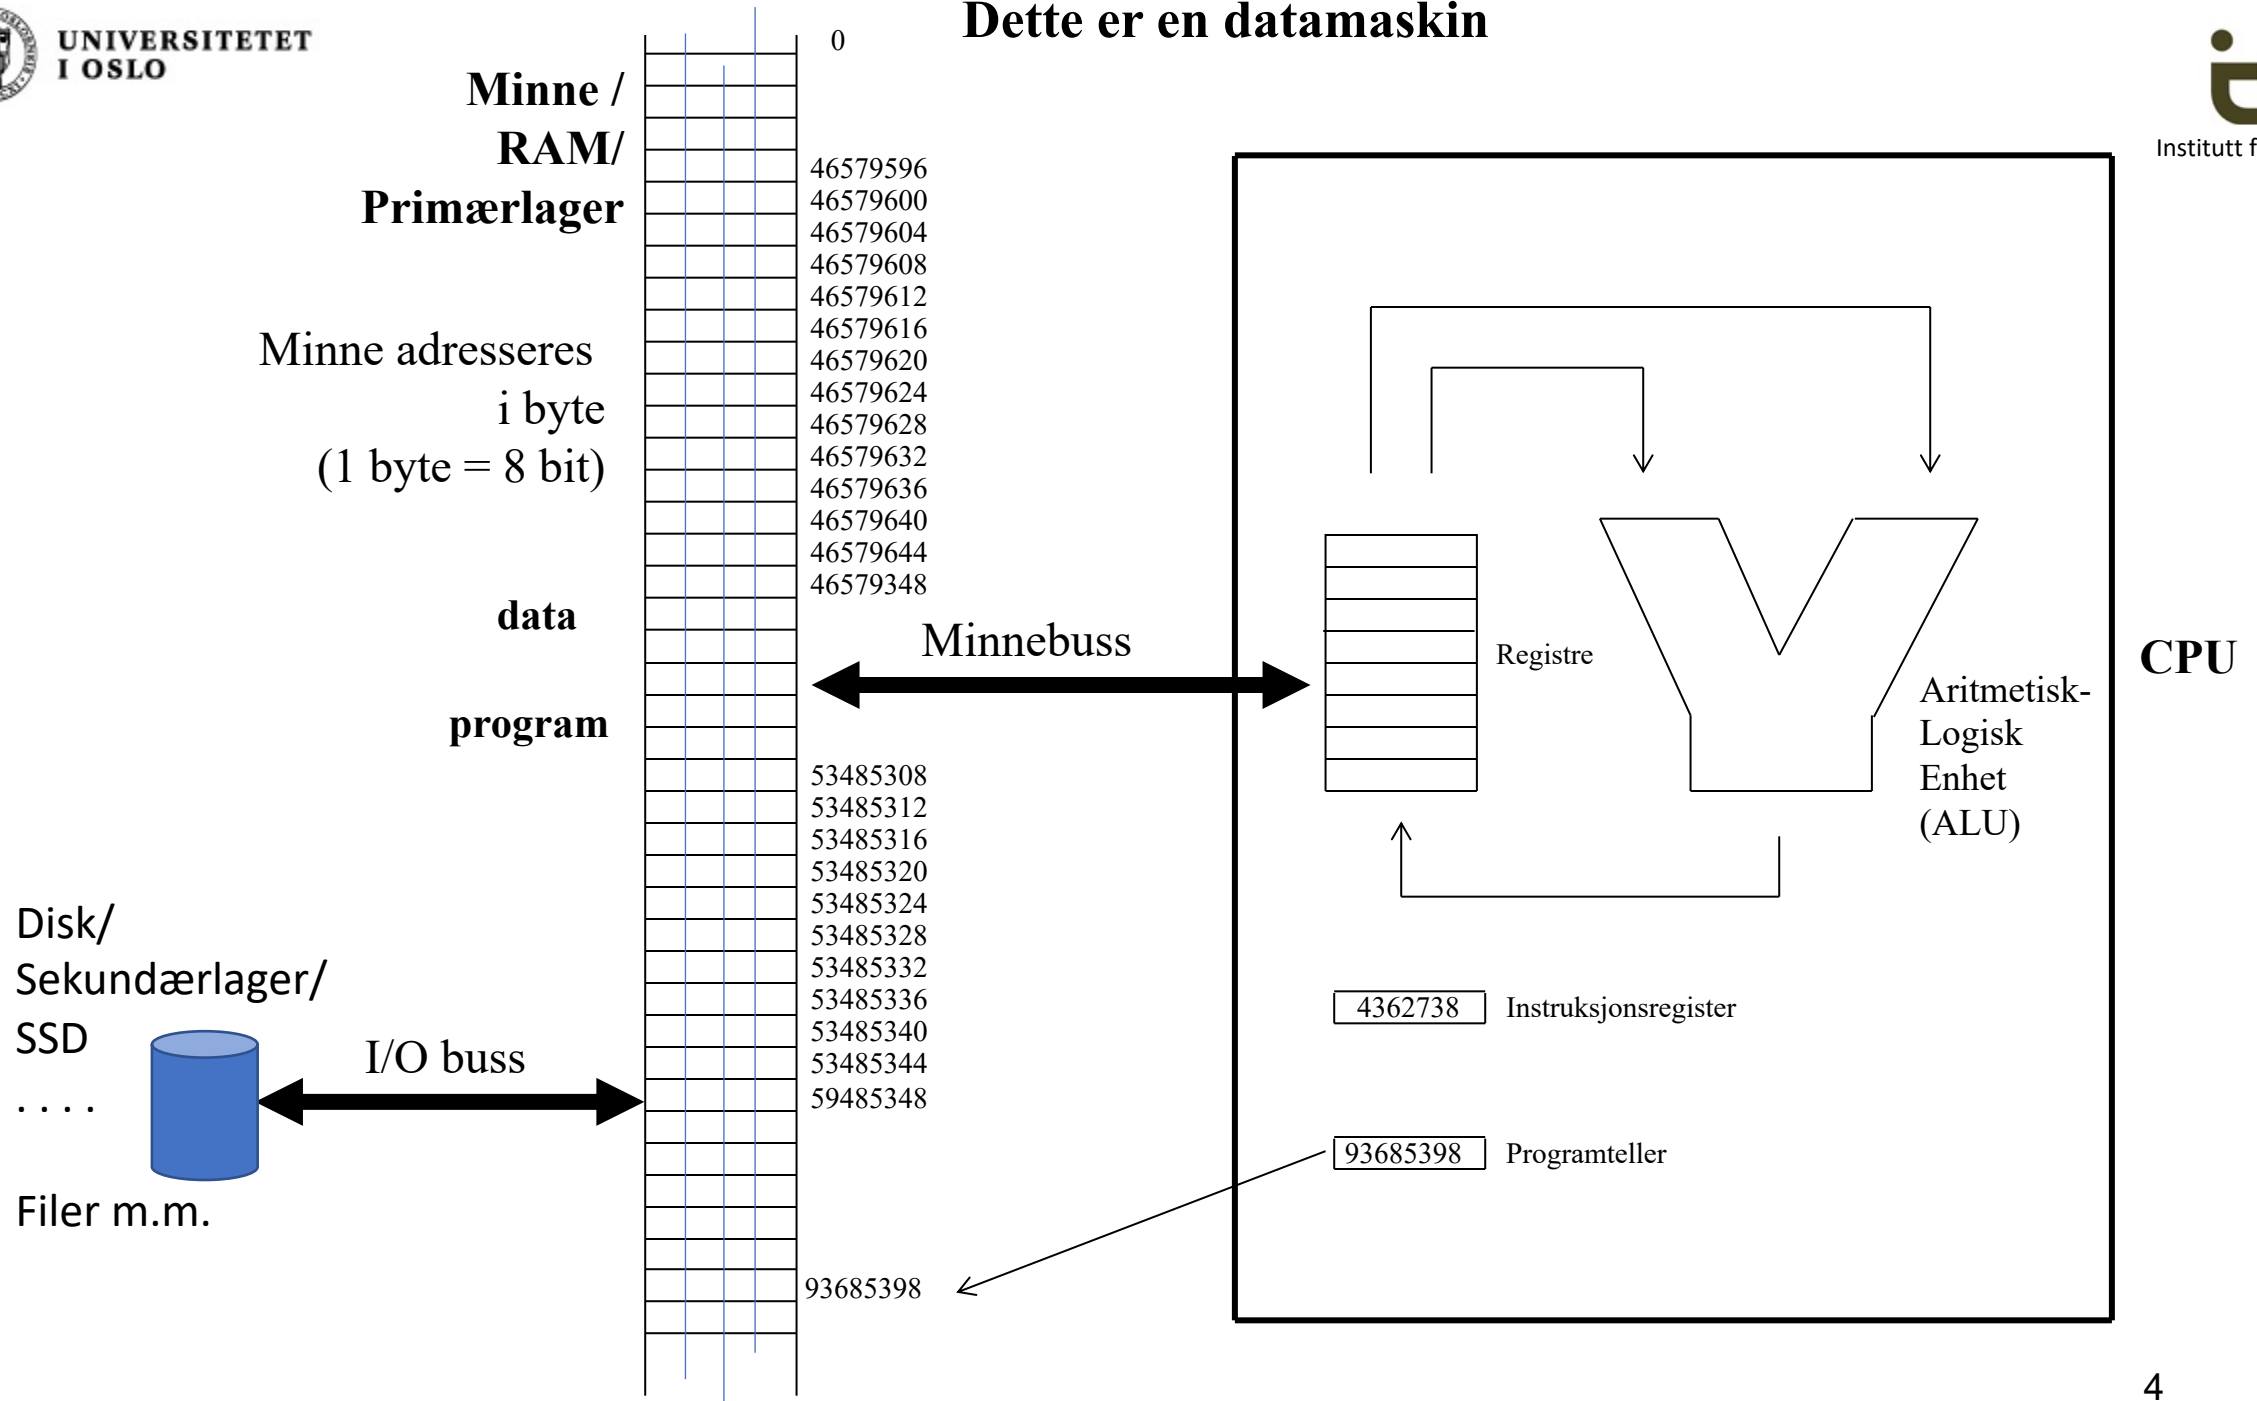 Dette er en datamaskin
UNIVERSITETET
I OSLO
Institutt f
Minne /
RAM/
Primærlager
Minne adresseres
i byte
(1 byte = 8 bit)
data
program
0
46579596
46579600
46579604
46579608
46579612
46579616
46579620
46579624
46579628
46579632
46579636
46579640
46579644
46579348
53485308
53485312
53485316
53485320
53485324
53485328
53485332
53485336
53485340
53485344
59485348
93685398
Minnebuss
Registre
Aritmetisk-
Logisk
Enhet
(ALU)
CPU
4362738 Instruksjonsregister
93685398 Programteller
Disk/
Sekundærlager/
SSD
. . . .
Filer m.m.
I/O buss
4